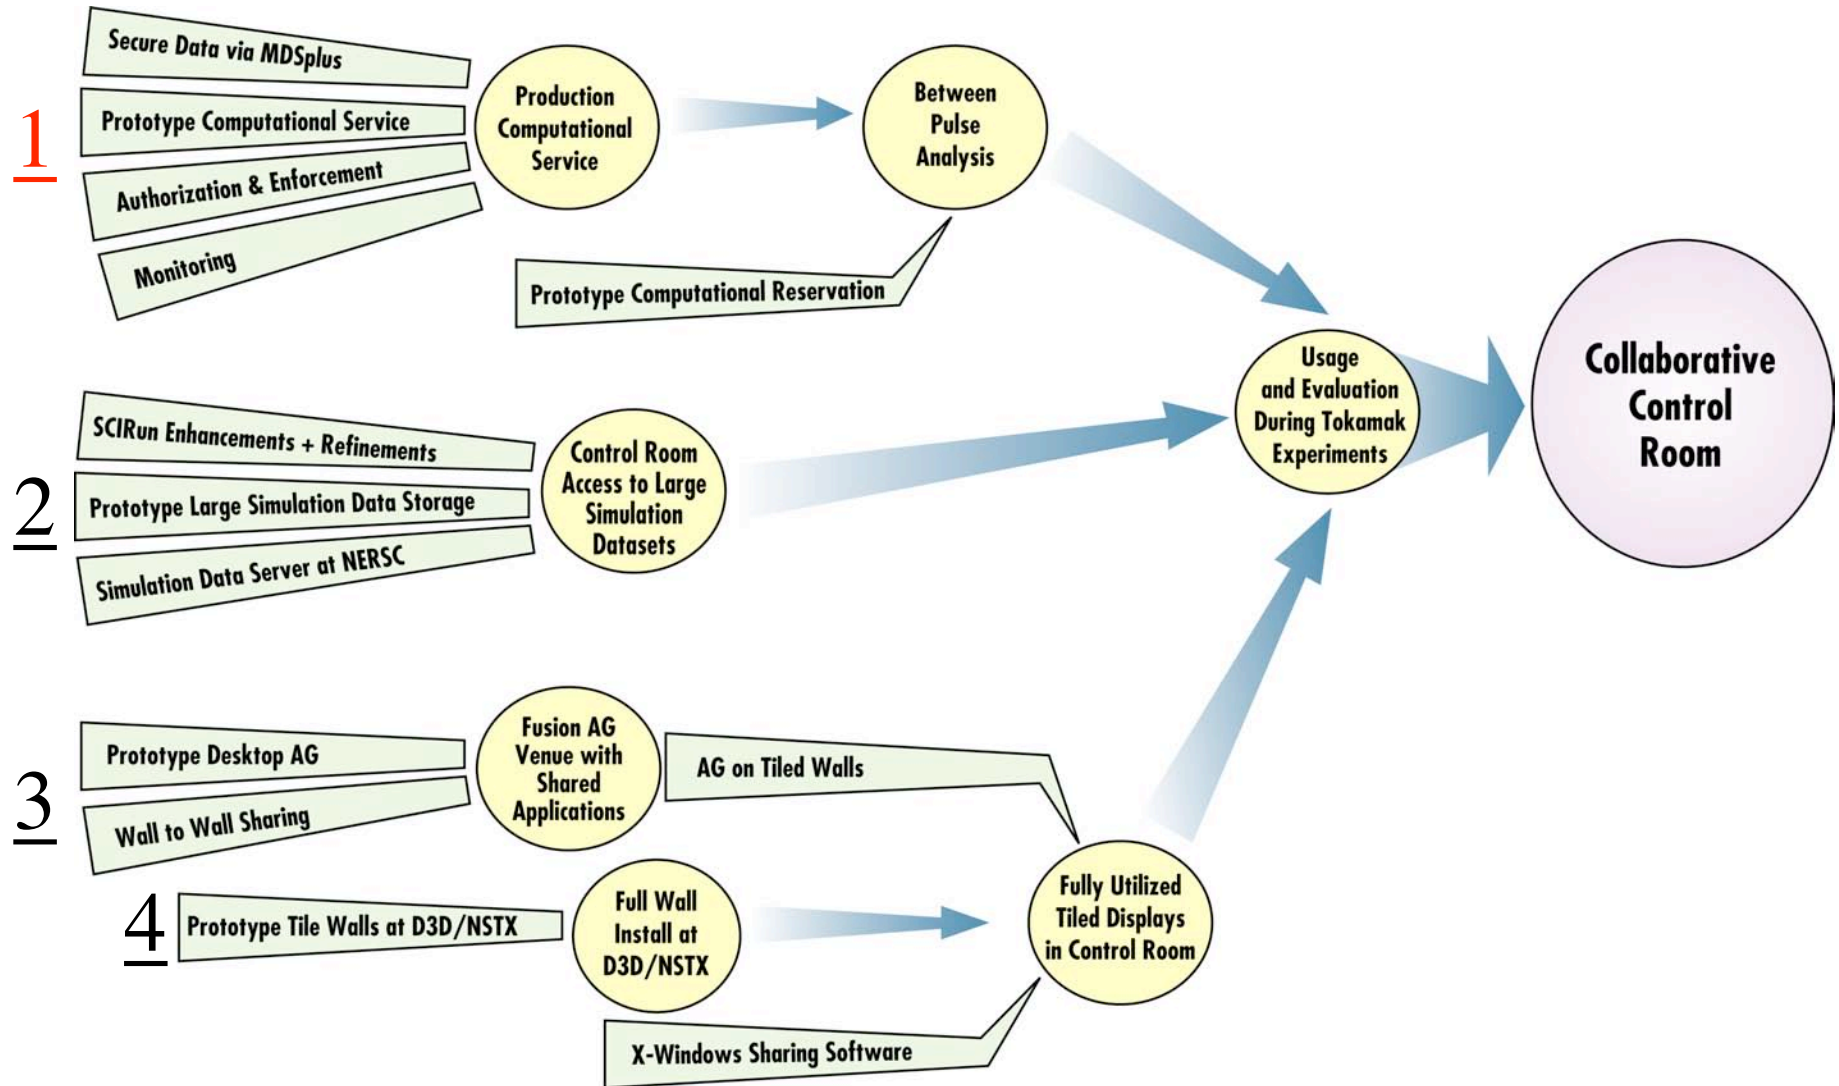 1
Secure Data via MDSplus
Prototype Computational Service
Authorization & Enforcement
Monitoring
Production
Computational
Service
Between
Pulse
Analysis
Prototype Computational Reservation
2
SCIRun Enhancements + Refinements
Prototype Large Simulation Data Storage
Simulation Data Server at NERSC
Control Room
Access to Large
Simulation
Datasets
Usage
and Evaluation
During Tokamak
Experiments
Collaborative
Control
Room
3
Prototype Desktop AG
Wall to Wall Sharing
Fusion AG
Venue with
Shared
Applications
AG on Tiled Walls
4
Prototype Tile Walls at D3D/NSTX
Full Wall
Install at
D3D/NSTX
Fully Utilized
Tiled Displays
in Control Room
X-Windows Sharing Software